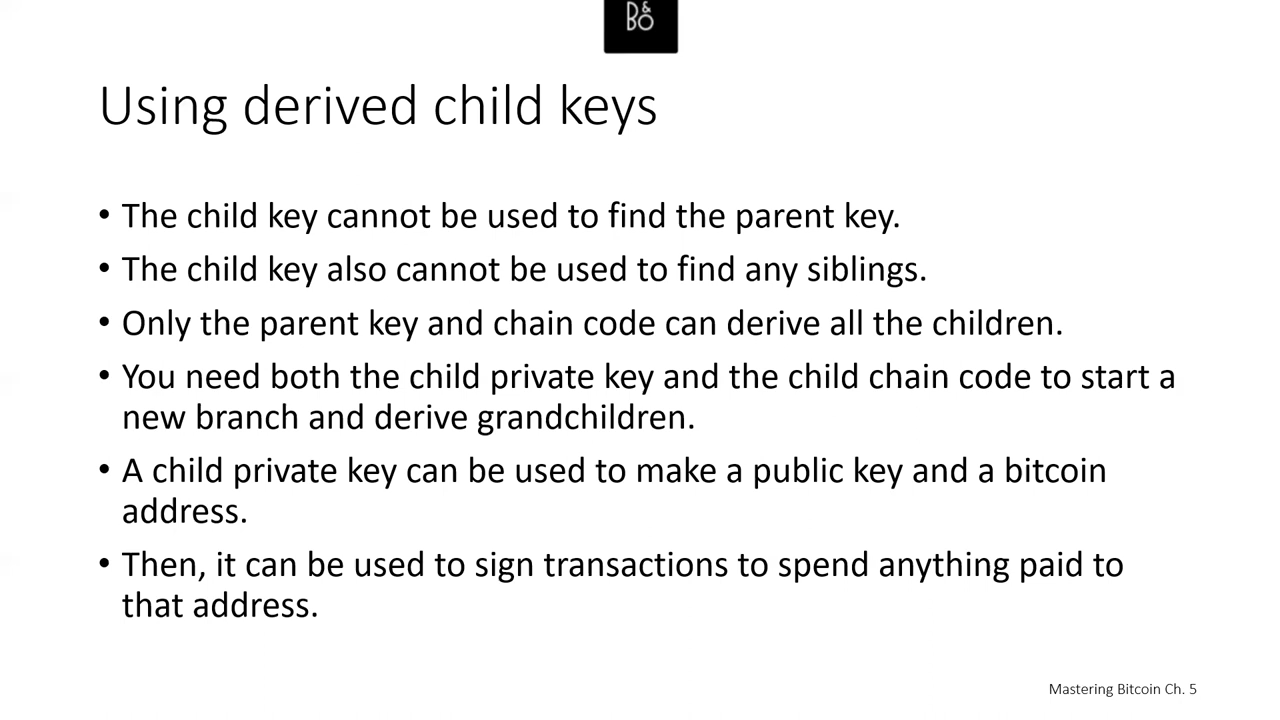 B&O
Using derived child keys
• The child key cannot be used to find the parent key.
• The child key also cannot be used to find any siblings.
• Only the parent key and chain code can derive all the children.
• You need both the child private key and the child chain code to start a
new branch and derive grandchildren.
• A child private key can be used to make a public key and a bitcoin
address.
• Then, it can be used to sign transactions to spend anything paid to
that address.
Mastering Bitcoin Ch. 5